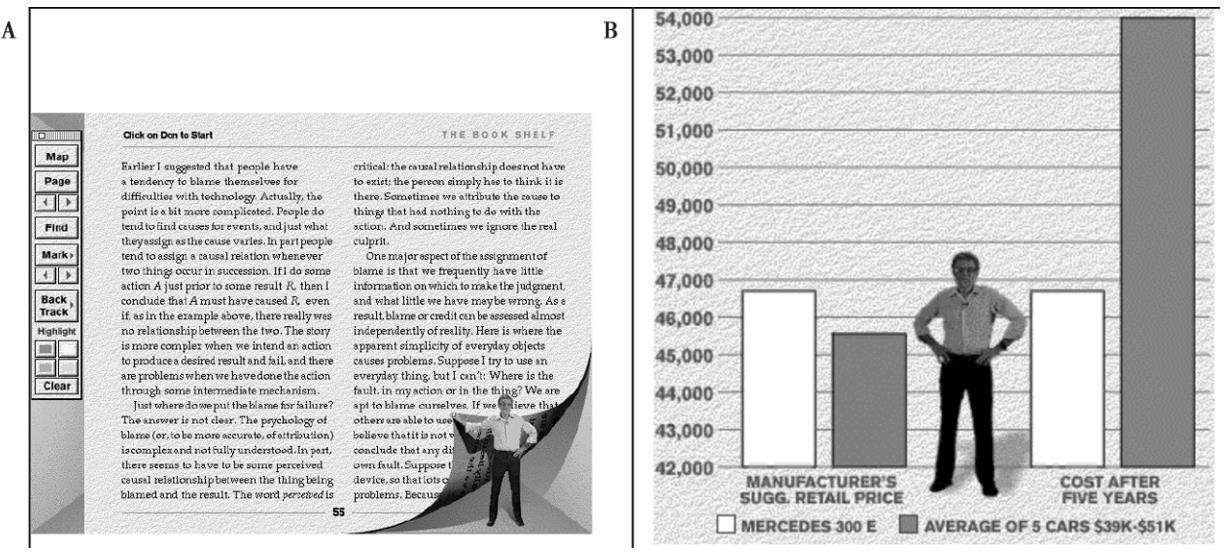 A
Click on Don to Start
THE BOOK SHELF
Map
Page
Find
Mark
Back
Track
Highlight
Clear
Earlier I suggested that people have
a tendency to blame themselves for
difficulties with technology. Actually, the
point is a bit more complicated. People do
tend to find causes for events, and just what
they assign as the cause varies. In part people
tend to assign a causal relation whenever
two things occur in succession. If I do some
action A just prior to some result R, then I
conclude that A must have caused R, even
if, as in the example above, there really was
no relationship between the two. The story
is more complex when we intend an action
to produce a desired result and fail, and there
are problems when we have done the action
through some intermediate mechanism.
Just where do we put the blame for failure?
The answer is not clear. The psychology of
blame (or, to be more accurate, of attribution)
is complex and not fully understood. In part,
there seems to have to be some perceived
causal relationship between the thing being
blamed and the result. The word perceived is
critical: the causal relationship does not have
to exist; the person simply has to think it is
there. Sometimes we attribute the cause to
things that had nothing to do with the
action. And sometimes we ignore the real
culprit.
One major aspect of the assignment of
blame is that we frequently have little
information on which to make the judgment,
and what little we have may be wrong. As a
result, blame or credit can be assessed almost
independently of reality. Here is where the
apparent simplicity of everyday objects
causes problems. Suppose I try to use an
everyday thing, but I can't: Where is the
fault, in my action or in the thing? We are
apt to blame ourselves. If we believe that
others are able to use
believe that it is not
conclude that any
own fault. Suppose
device, so that lots
problems.
55
B
54,000
53,000
52,000
51,000
50,000
49,000
48,000
47,000
46,000
45,000
44,000
43,000
42,000
MANUFACTURER'S
SUGG. RETAIL PRICE
COST AFTER
FIVE YEARS
MERCEDES 300 E
AVERAGE OF 5 CARS $39K-$51K